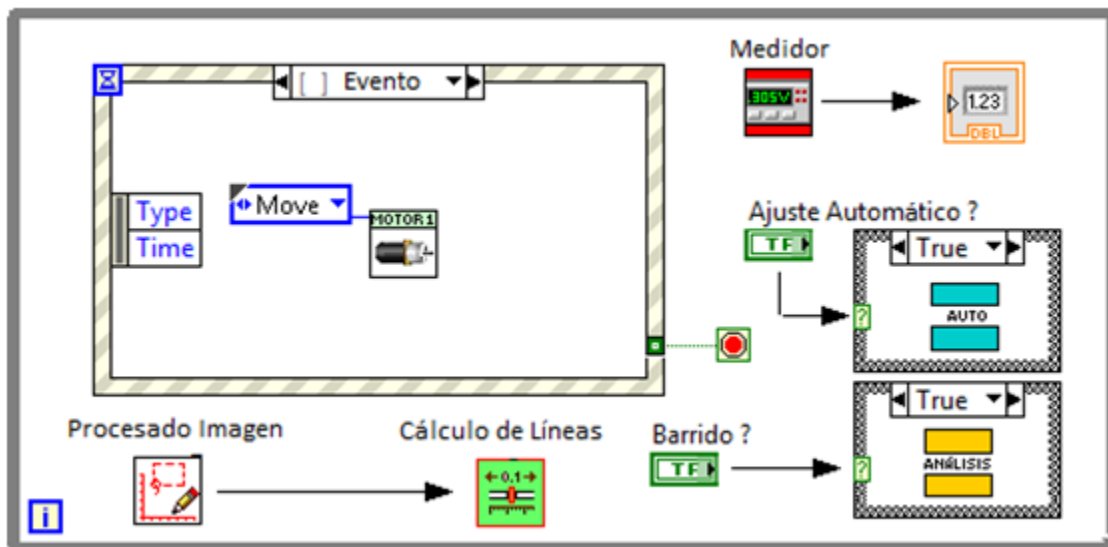 Evento
Medidor
.305V
1.23
DBL
Type
Time
Move
MOTOR1
Ajuste Automático ?
TF
True
?
AUTO
Procesado Imagen
Cálculo de Líneas
0.1
Barrido ?
TF
True
?
ANÁLISIS
i